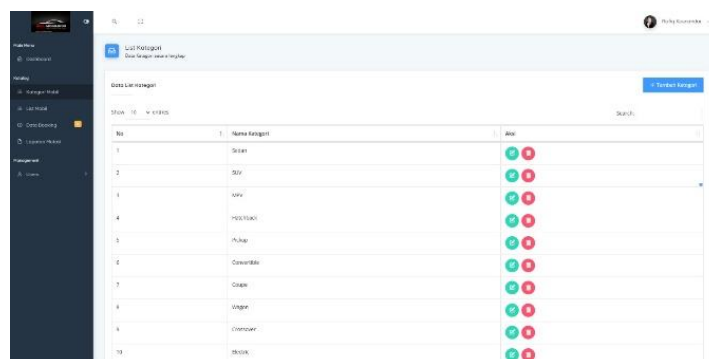 Main Menu
Dashboard
Katalog
Kategori Mobil
List Mobil
Data Booking
Laporan Mobil
Management
Users
List Kategori
Data Kategori secara lengkap
Data List Kategori
+ Tambah Kategori
Show 10 entries
Search:
No Nama Kategori Aksi
1 Sedan
2 SUV
3 MPV
4 Hatchback
5 Pickup
6 Convertible
7 Coupe
8 Wagon
9 Crossover
10 Electric